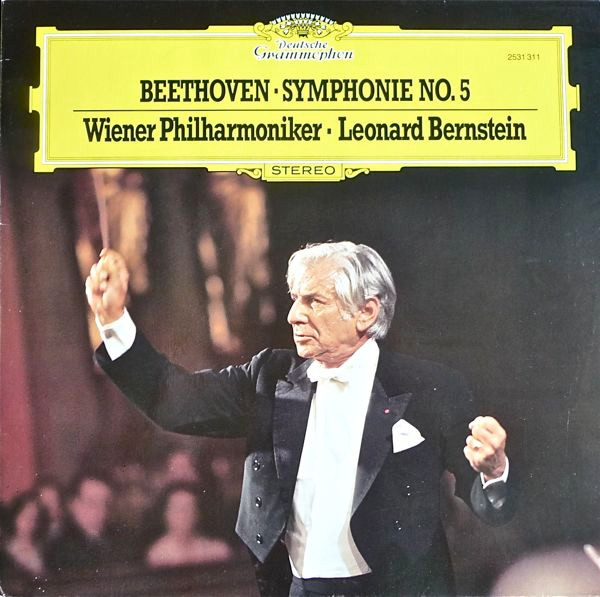 Deutsche
Grammophon
2531 311
BEETHOVEN · SYMPHONIE NO. 5
Wiener Philharmoniker · Leonard Bernstein
STEREO